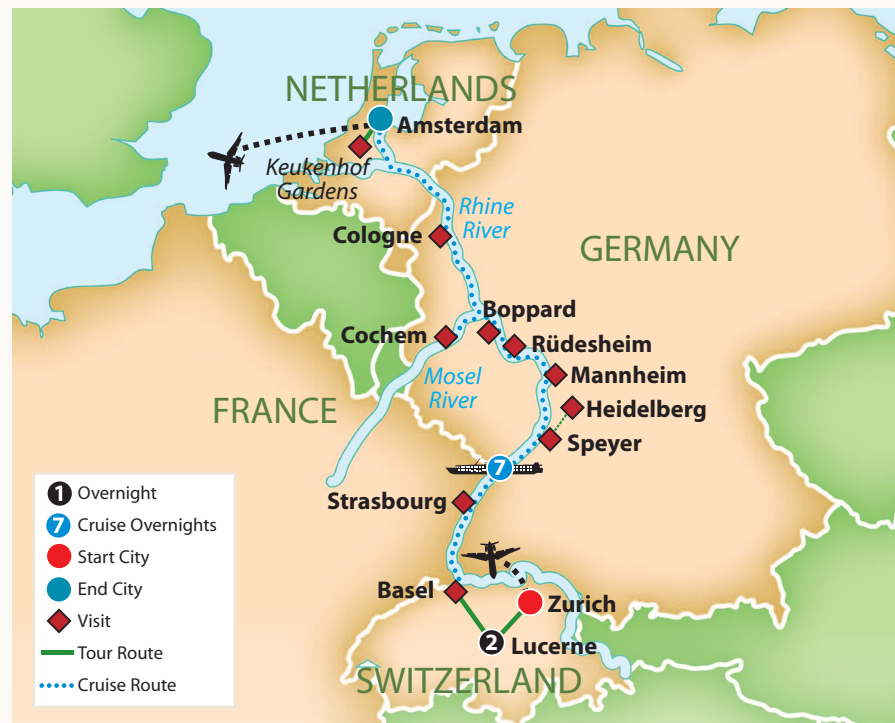 NETHERLANDS
Amsterdam
Keukenhof
Gardens
Rhine
River
Cologne
GERMANY
Boppard
Cochem
Rüdesheim
Mosel
River
Mannheim
FRANCE
Heidelberg
Speyer
7
Strasbourg
Basel
Zurich
2
Lucerne
SWITZERLAND
1 Overnight
7 Cruise Overnights
Start City
End City
Visit
Tour Route
Cruise Route